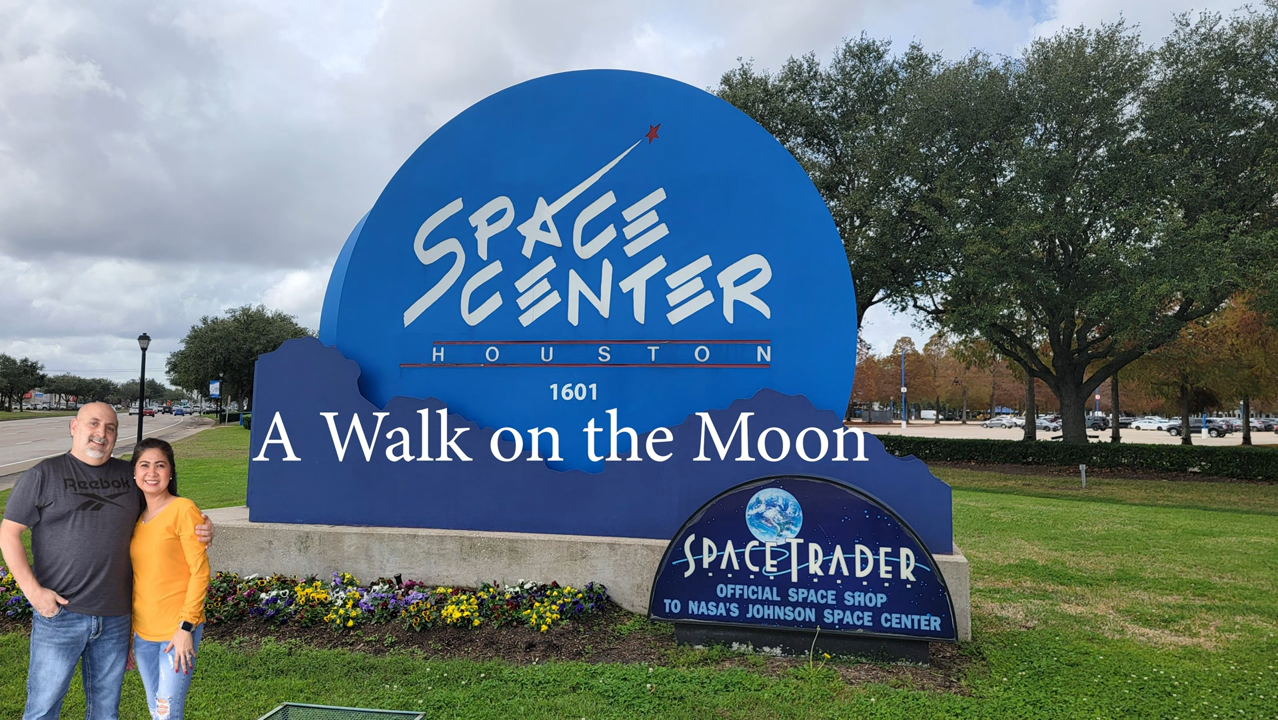 SPACE
CENTER
HOUSTON
1601
A Walk on the Moon
Reebok
SPACETRADER
OFFICIAL SPACE SHOP
TO NASA'S JOHNSON SPACE CENTER